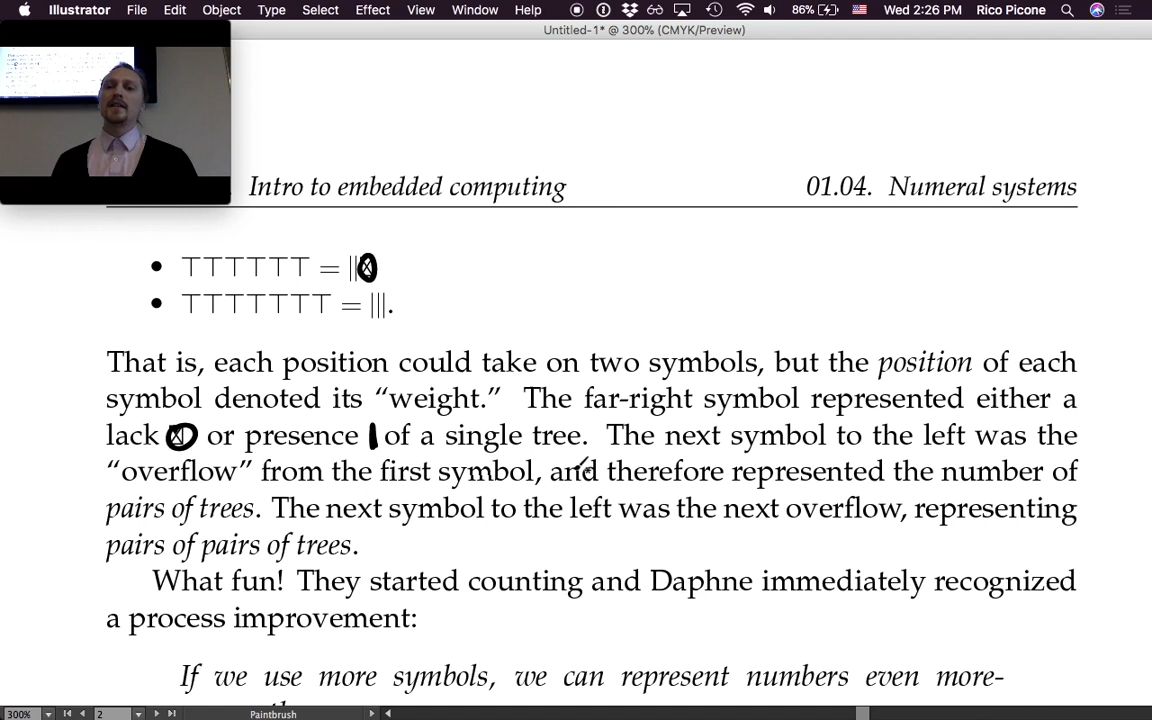 Illustrator File Edit Object Type Select Effect View Window Help 86% Wed 2:26 PM Rico Picone
Untitled-1* @ 300% (CMYK/Preview)
Intro to embedded computing 01.04. Numeral systems
• ⊤⊤⊤⊤⊤⊤ = ||0
• ⊤⊤⊤⊤⊤⊤⊤ = |||.
That is, each position could take on two symbols, but the position of each
symbol denoted its “weight.” The far-right symbol represented either a
lack 0 or presence | of a single tree. The next symbol to the left was the
“overflow” from the first symbol, and therefore represented the number of
pairs of trees. The next symbol to the left was the next overflow, representing
pairs of pairs of trees.
What fun! They started counting and Daphne immediately recognized
a process improvement:
If we use more symbols, we can represent numbers even more-
300% 2 Paintbrush